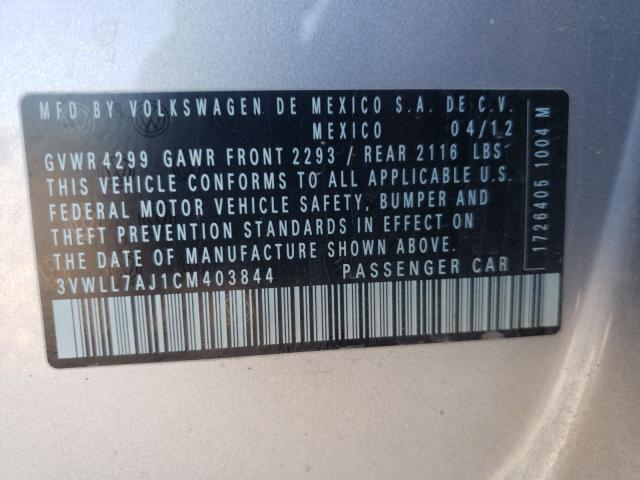 MFD BY VOLKSWAGEN DE MEXICO S.A. DE C.V.
MEXICO 04/12
GVWR 4299 GAWR FRONT 2293 / REAR 2116 LBS
THIS VEHICLE CONFORMS TO ALL APPLICABLE U.S.
FEDERAL MOTOR VEHICLE SAFETY, BUMPER AND
THEFT PREVENTION STANDARDS IN EFFECT ON
THE DATE OF MANUFACTURE SHOWN ABOVE.
3VWLL7AJ1CM403844 PASSENGER CAR
1726405 1004 M